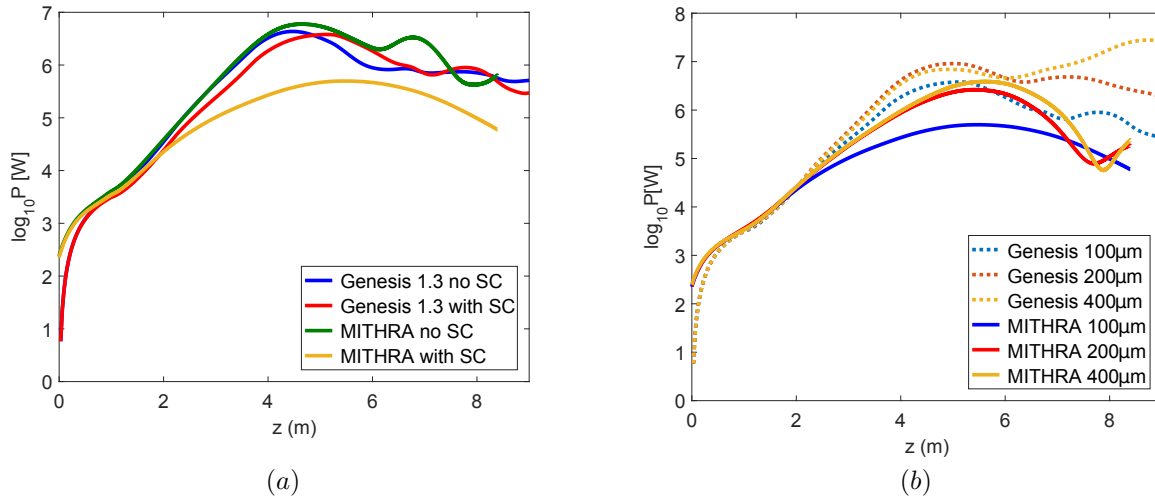 7
6
5
4
3
2
1
0
log10P [W]
0 2 4 6 8
z (m)
Genesis 1.3 no SC
Genesis 1.3 with SC
MITHRA no SC
MITHRA with SC
(a)
8
7
6
5
4
3
2
1
0
log10P[W]
0 2 4 6 8
z (m)
Genesis 100μm
Genesis 200μm
Genesis 400μm
MITHRA 100μm
MITHRA 200μm
MITHRA 400μm
(b)